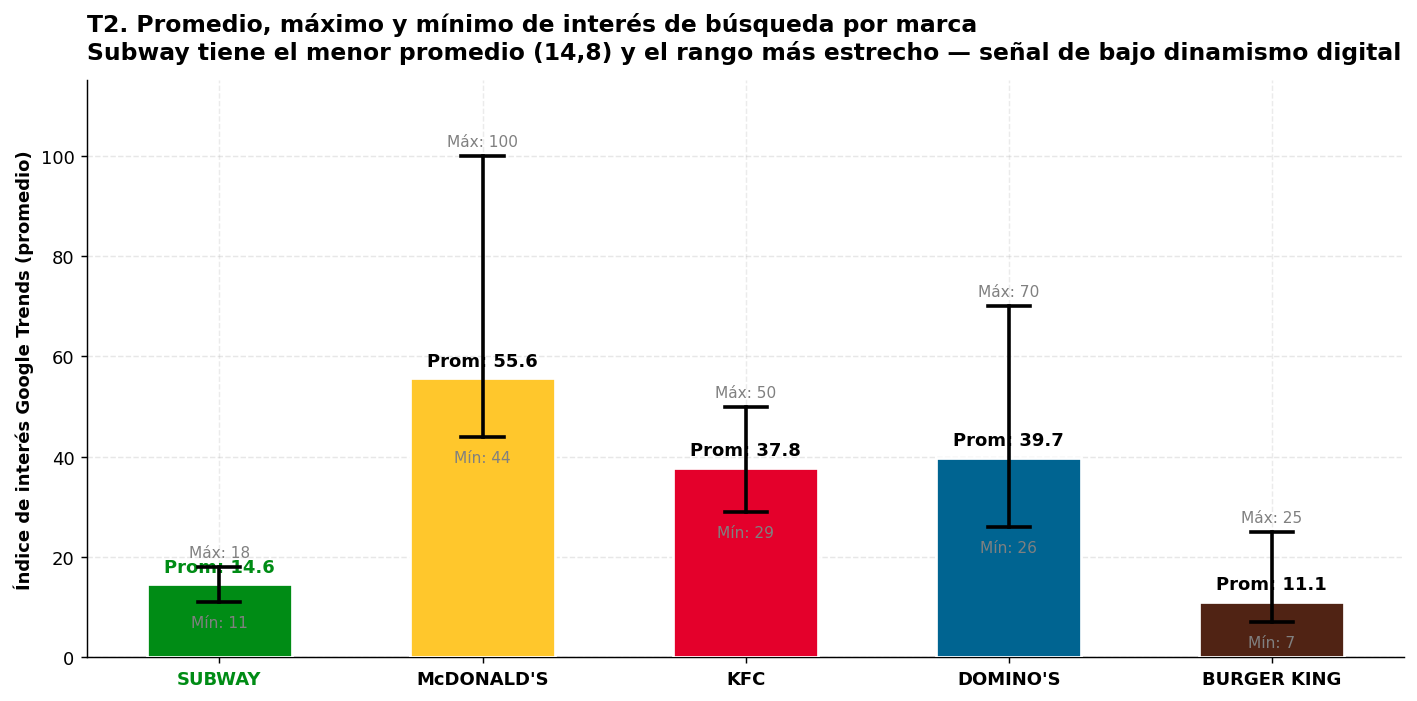 T2. Promedio, máximo y mínimo de interés de búsqueda por marca
Subway tiene el menor promedio (14,8) y el rango más estrecho — señal de bajo dinamismo digital
Índice de interés Google Trends (promedio)
100
80
60
40
20
0
Máx: 18
Prom: 14.6
Mín: 11
Máx: 100
Prom: 55.6
Mín: 44
Máx: 50
Prom: 37.8
Mín: 29
Máx: 70
Prom: 39.7
Mín: 26
Máx: 25
Prom: 11.1
Mín: 7
SUBWAY
McDONALD'S
KFC
DOMINO'S
BURGER KING